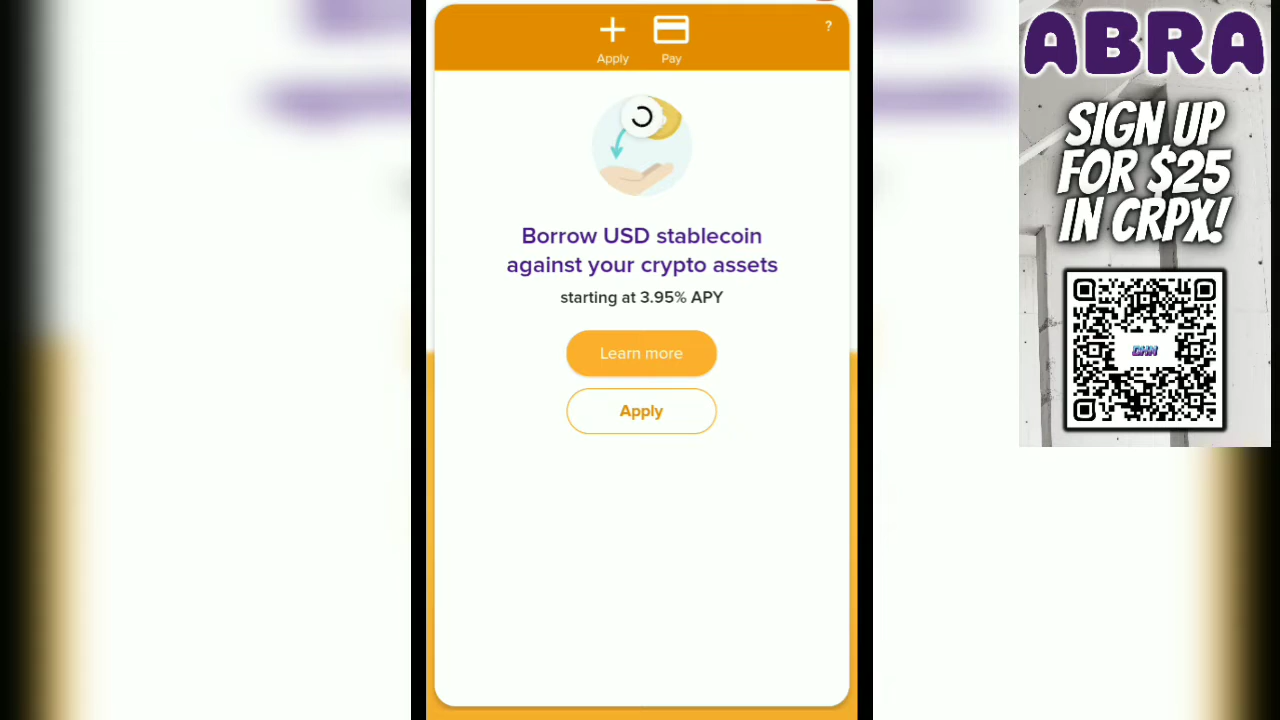 Apply
Pay
?
Borrow USD stablecoin
against your crypto assets
starting at 3.95% APY
Learn more
Apply
ABRA
SIGN UP
FOR $25
IN CRPX!
CHN